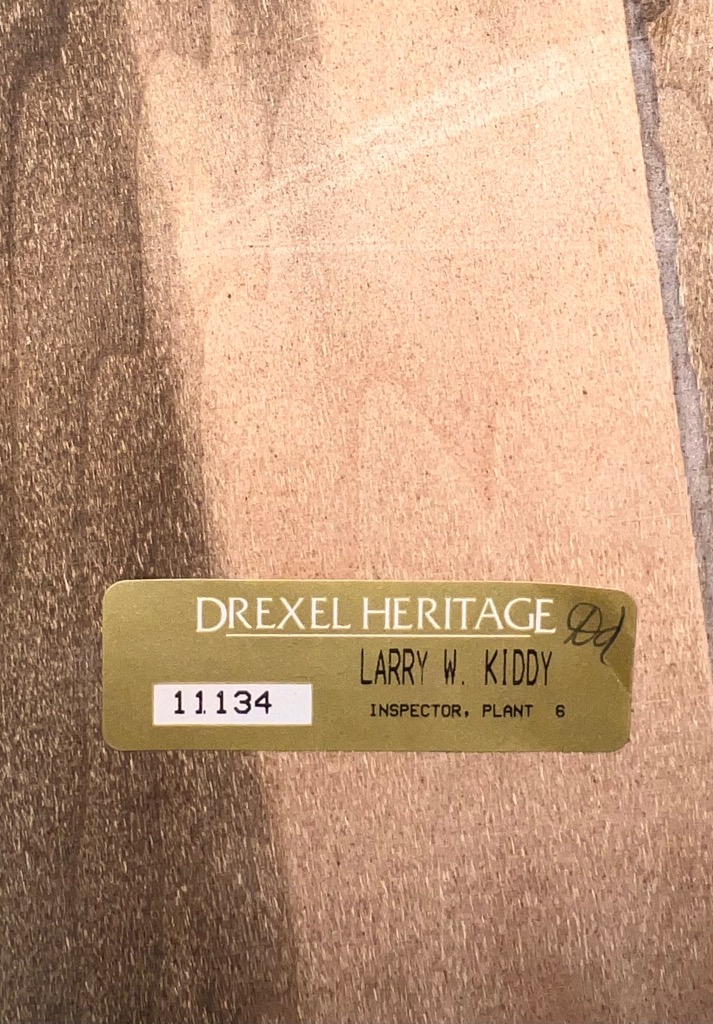 DREXEL HERITAGE
LARRY W. KIDDY
11134
INSPECTOR, PLANT 6